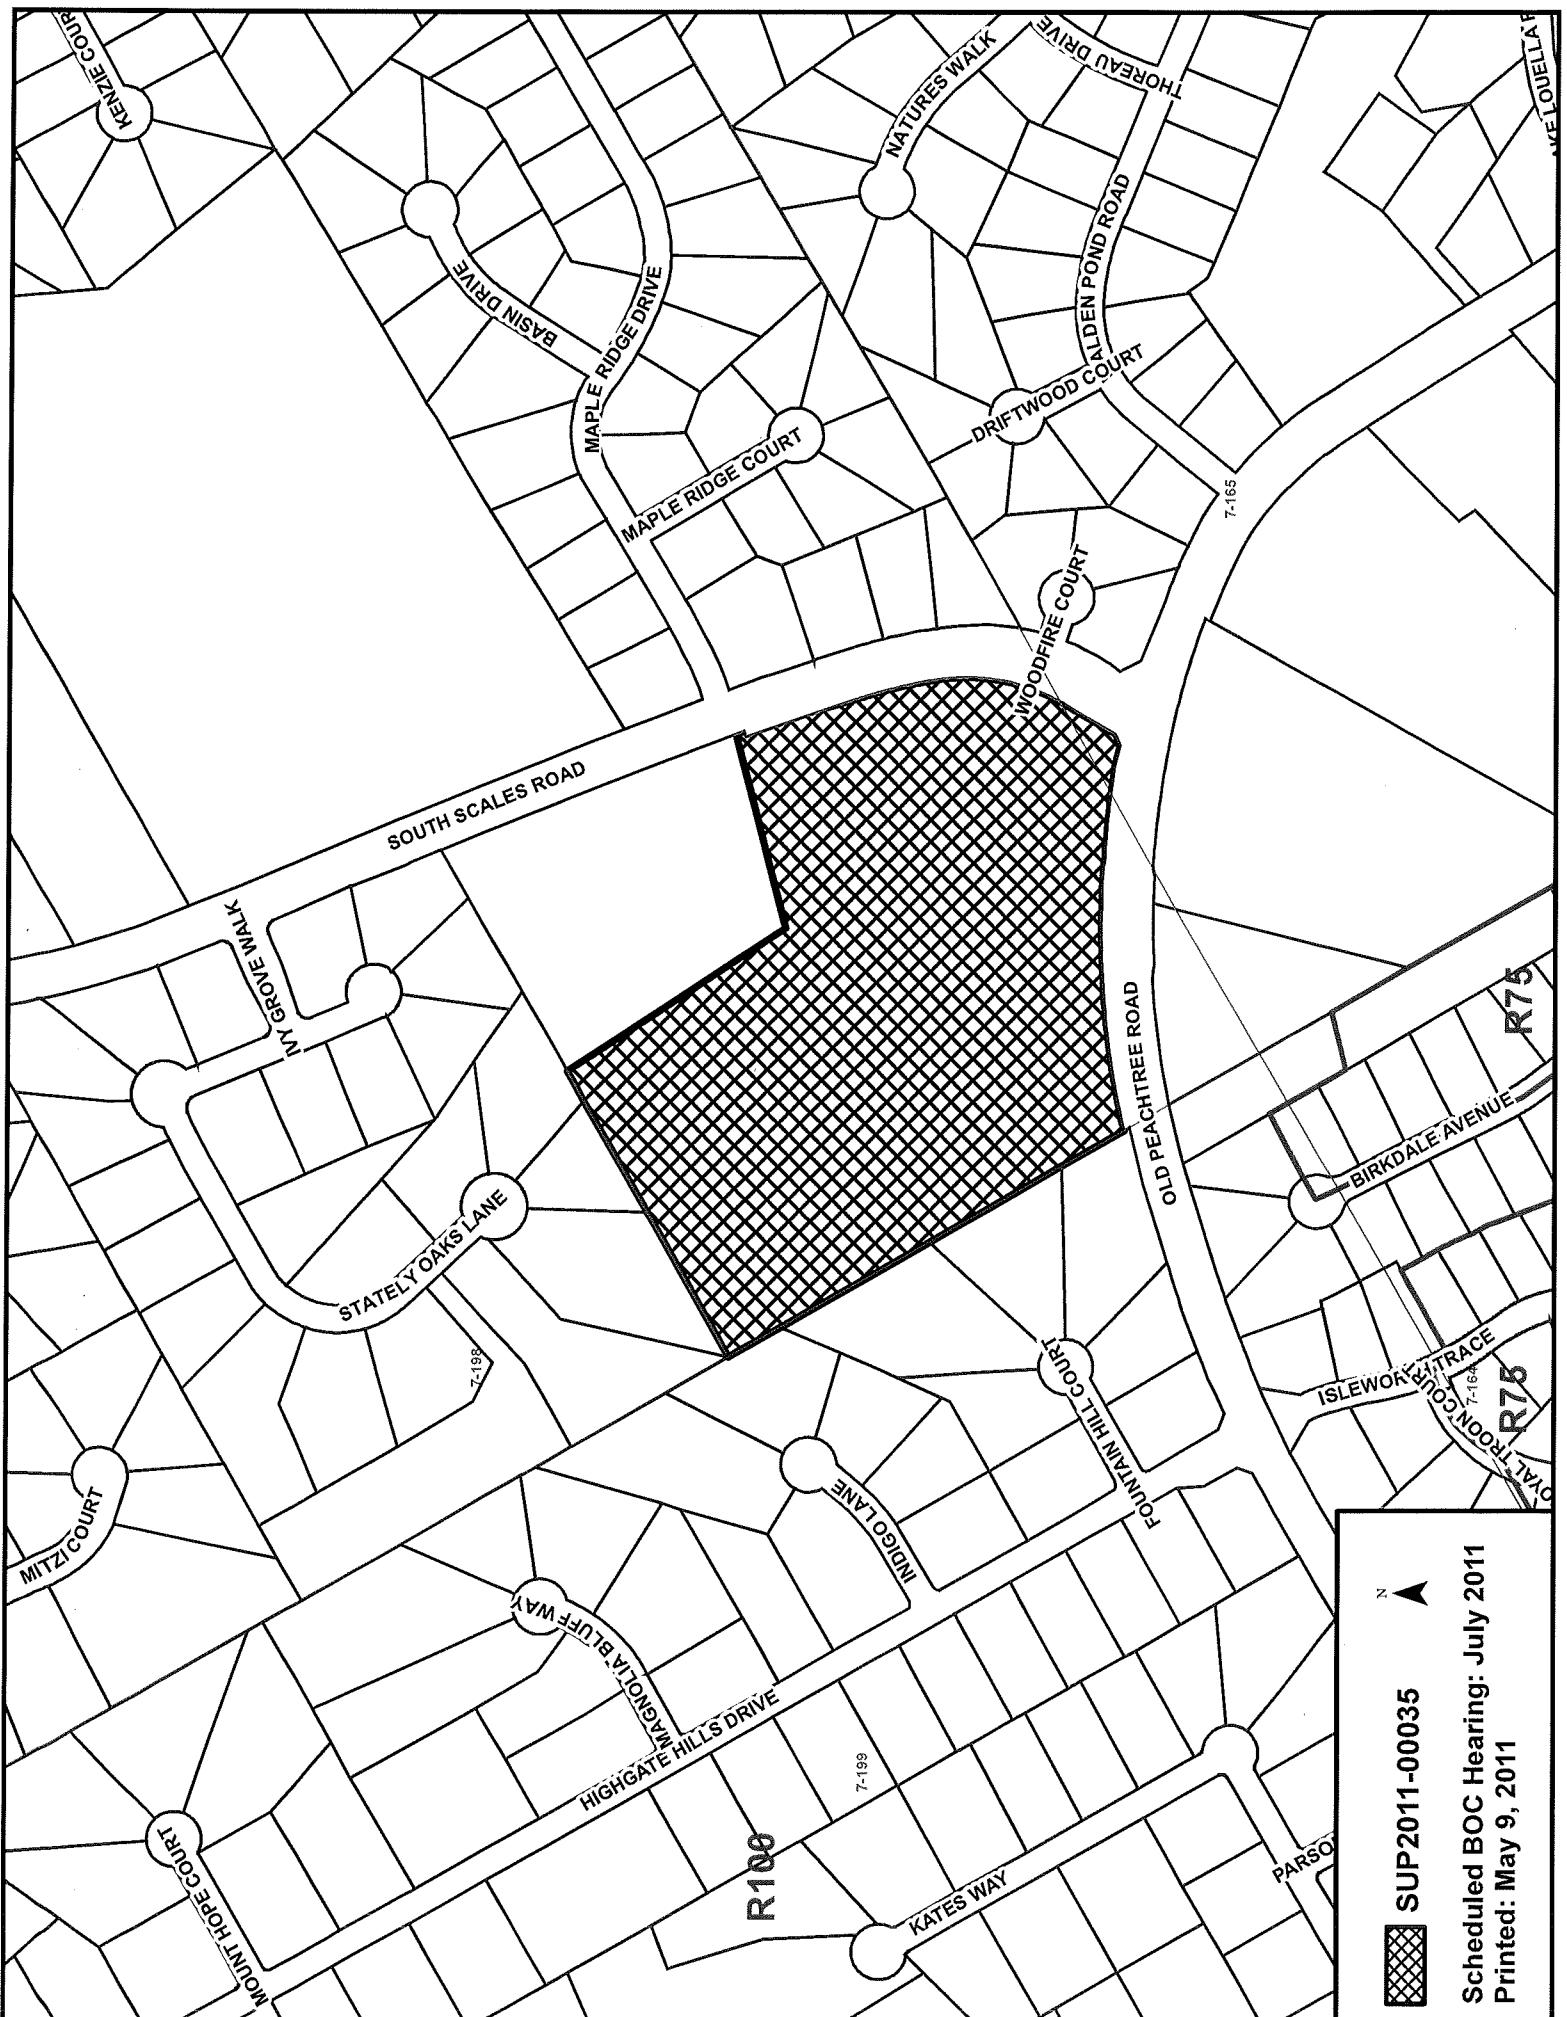 KENZIE COUR
NATURES WALK
THOREAU DRIVE
BASIN DRIVE
MAPLE RIDGE DRIVE
MAPLE RIDGE COURT
ALDEN POND ROAD
DRIFTWOOD COURT
7-165
WOODFIRE COURT
SOUTH SCALES ROAD
IVY GROVE WALK
STATELY OAKS LANE
7-198
OLD PEACHTREE ROAD
R75
BIRKDALE AVENUE
MITZI COURT
FOUNTAIN HILL COURT
TRACE
7-164
R75
OYAL TROON COURT
INDIGO LANE
MAGNOLIA BLUFF WAY
HIGHGATE HILLS DRIVE
7-199
R100
MOUNT HOPE COURT
KATES WAY
PARSO
N
SUP2011-00035
Scheduled BOC Hearing: July 2011
Printed: May 9, 2011